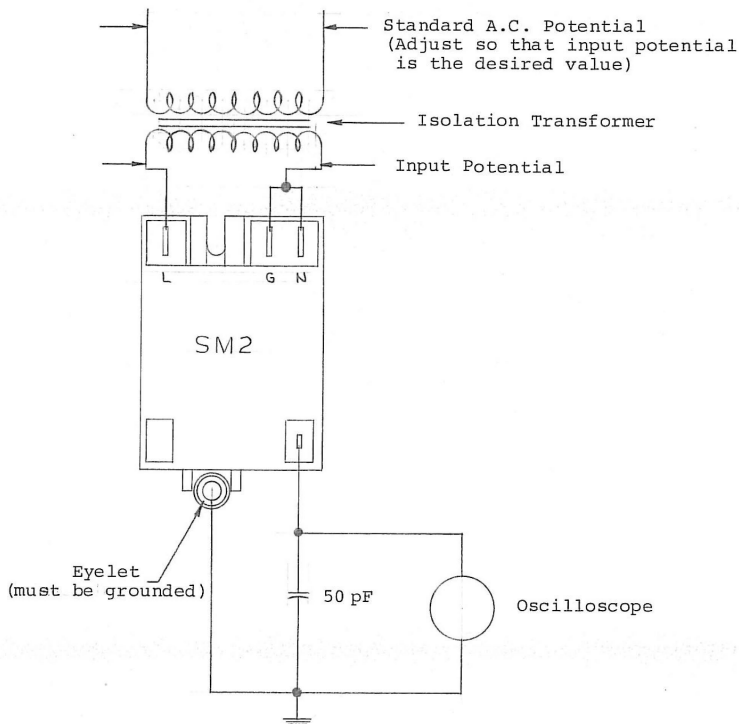 Standard A.C. Potential
(Adjust so that input potential
is the desired value)
Isolation Transformer
Input Potential
L
G
N
SM2
Eyelet
(must be grounded)
50 pF
Oscilloscope